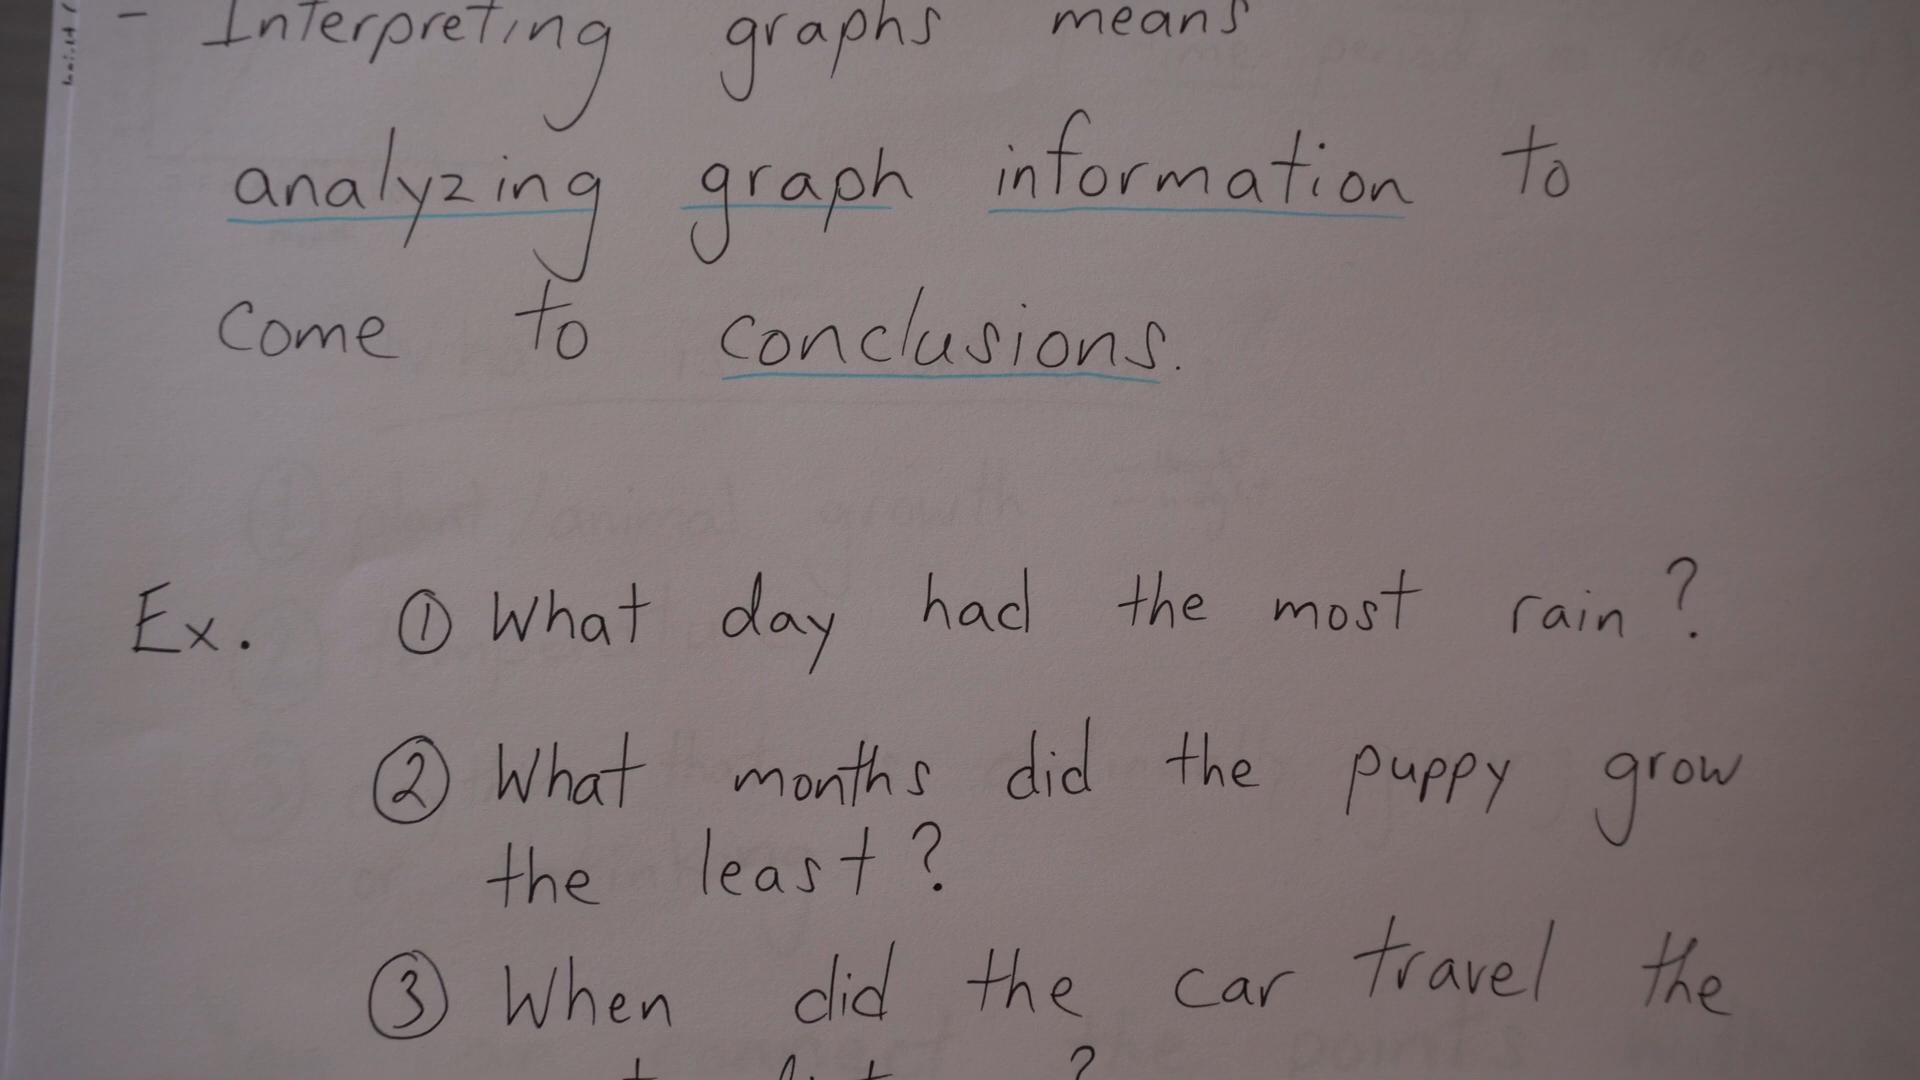 - Interpreting graphs means
analyzing graph information to
come to conclusions.
Ex. ① What day had the most rain?
② What months did the puppy grow
the least?
③ When did the car travel the
?